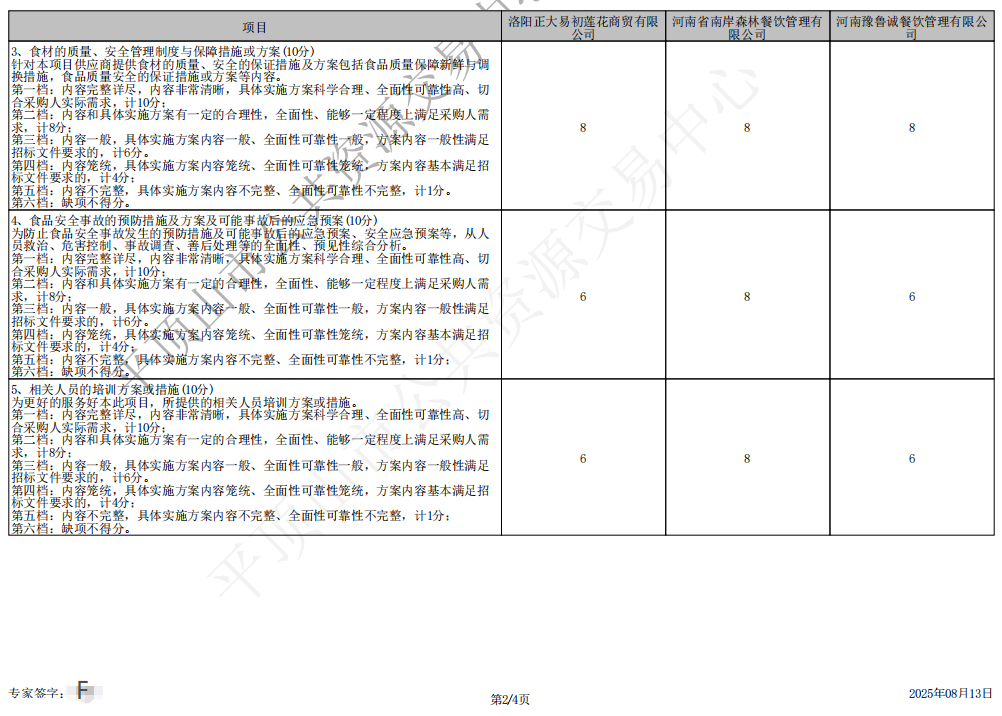 项目
洛阳正大易初莲花商贸有限
公司
河南省南岸森林餐饮管理有
限公司
河南豫鲁诚餐饮管理有限公
司
3、食材的质量、安全管理制度与保障措施或方案(10分)
针对本项目供应商提供食材的质量、安全的保证措施及方案包括食品质量保障新鲜与调
换措施，食品质量安全的保证措施或方案等内容。
第一档：内容完整详尽，内容非常清晰，具体实施方案科学合理、全面性可靠性高、切
合采购人实际需求，计10分；
第二档：内容和具体实施方案有一定的合理性，全面性、能够一定程度上满足采购人需
求，计8分；
第三档：内容一般，具体实施方案内容一般、全面性可靠性一般，方案内容一般性满足
招标文件要求的，计6分。
第四档：内容笼统，具体实施方案内容笼统、全面性可靠性笼统，方案内容基本满足招
标文件要求的，计4分；
第五档：内容不完整，具体实施方案内容不完整、全面性可靠性不完整，计1分。
第六档：缺项不得分。
8
8
8
4、食品安全事故的预防措施及方案及可能事故后的应急预案(10分)
为防止食品安全事故发生的预防措施及可能事故后的应急预案、安全应急预案等，从人
员救治、危害控制、事故调查、善后处理等的全面性、预见性综合分析。
第一档：内容完整详尽，内容非常清晰，具体实施方案科学合理、全面性可靠性高、切
合采购人实际需求，计10分；
第二档：内容和具体实施方案有一定的合理性，全面性、能够一定程度上满足采购人需
求，计8分；
第三档：内容一般，具体实施方案内容一般、全面性可靠性一般，方案内容一般性满足
招标文件要求的，计6分。
第四档：内容笼统，具体实施方案内容笼统、全面性可靠性笼统，方案内容基本满足招
标文件要求的，计4分；
第五档：内容不完整，具体实施方案内容不完整、全面性可靠性不完整，计1分；
第六档：缺项不得分。
6
8
6
5、相关人员的培训方案或措施(10分)
为更好的服务好本此项目，所提供的相关人员培训方案或措施。
第一档：内容完整详尽，内容非常清晰，具体实施方案科学合理、全面性可靠性高、切
合采购人实际需求，计10分；
第二档：内容和具体实施方案有一定的合理性，全面性、能够一定程度上满足采购人需
求，计8分；
第三档：内容一般，具体实施方案内容一般、全面性可靠性一般，方案内容一般性满足
招标文件要求的，计6分。
第四档：内容笼统，具体实施方案内容笼统、全面性可靠性笼统，方案内容基本满足招
标文件要求的，计4分；
第五档：内容不完整，具体实施方案内容不完整、全面性可靠性不完整，计1分；
第六档：缺项不得分。
6
8
6
平顶山市公共资源交易中
平顶山市公共资源交易中心
专家签字：F
第2/4页
2025年08月13日